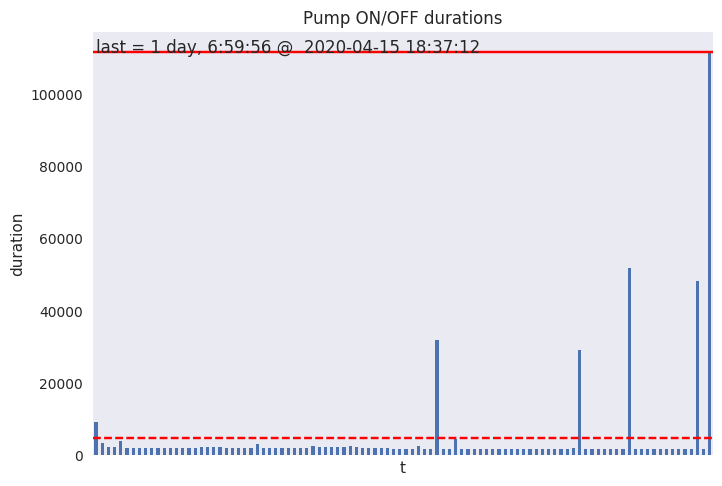 Pump ON/OFF durations
last = 1 day, 6:59:56 @  2020-04-15 18:37:12
100000
80000
60000
40000
20000
0
duration
t